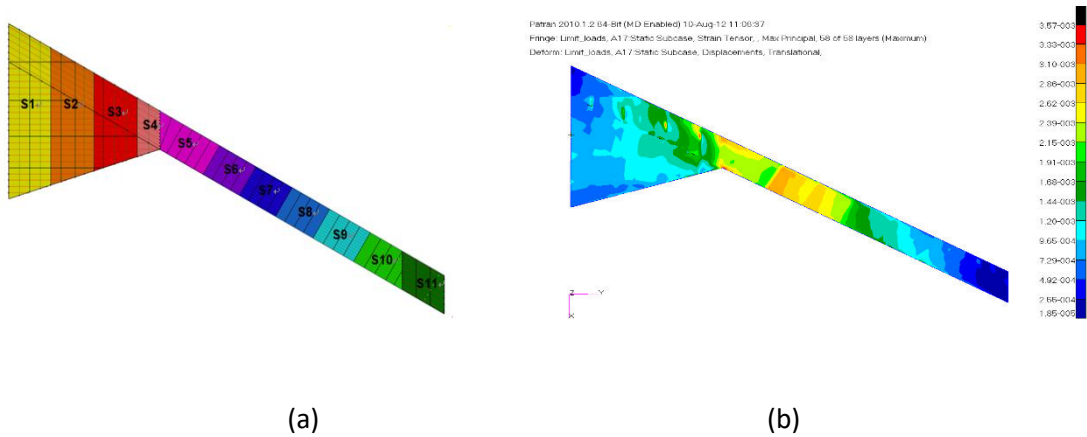 S1
S2
S3
S4
S5
S6
S7
S8
S9
S10
S11
Patran 2010.1.2 64-Bit (MD Enabled) 10-Aug-12 11:06:37
Fringe: Limit_loads, A17:Static Subcase, Strain Tensor, , Max Principal, 58 of 58 layers (Maximum)
Deform: Limit_loads, A17:Static Subcase, Displacements, Translational,
3.57-003
3.33-003
3.10-003
2.86-003
2.62-003
2.39-003
2.15-003
1.91-003
1.68-003
1.44-003
1.20-003
9.65-004
7.29-004
4.92-004
2.56-004
1.85-005
Z
Y
X
(a)
(b)